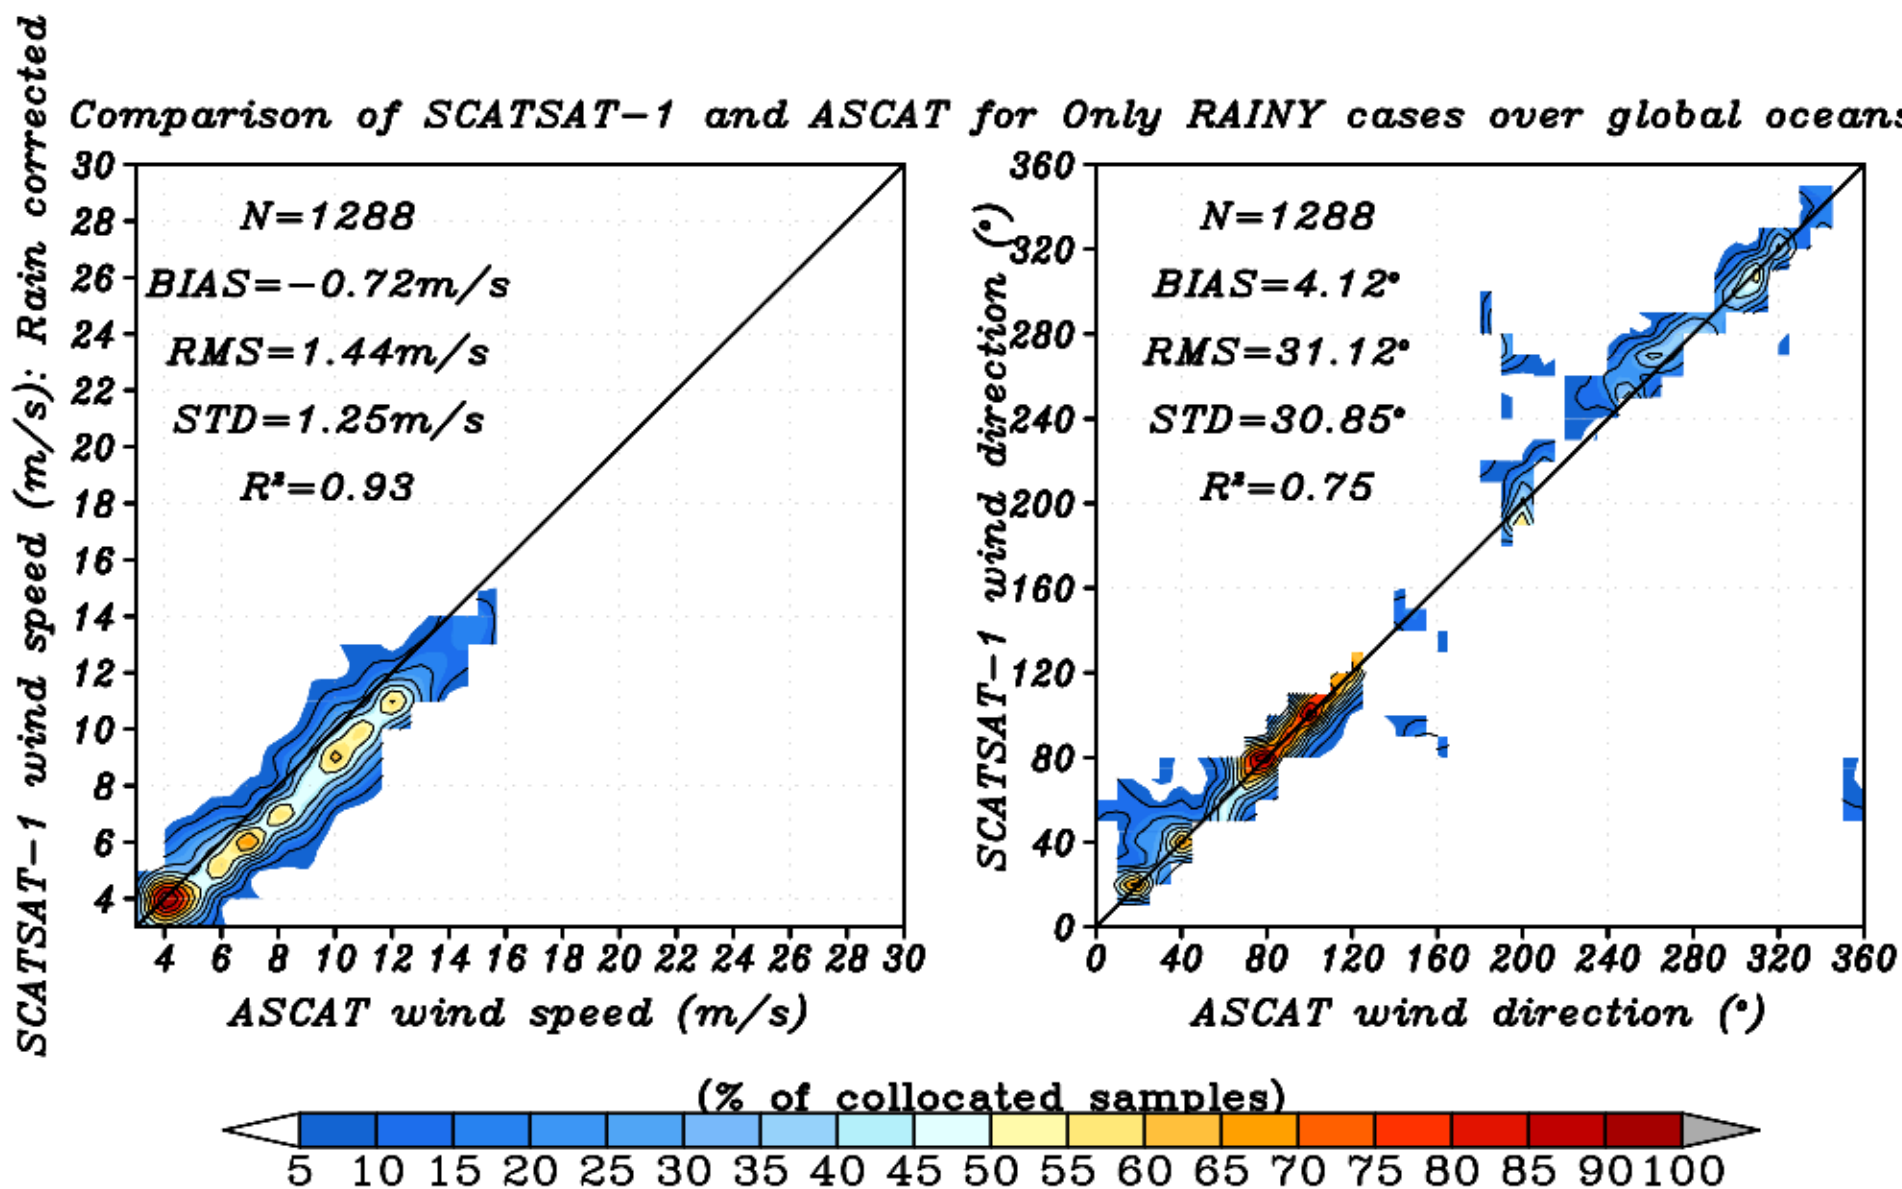 Comparison of SCATSAT-1 and ASCAT for Only RAINY cases over global oceans
SCATSAT-1 wind speed (m/s): Rain corrected
30
28
26
24
22
20
18
16
14
12
10
8
6
4
N=1288
BIAS=-0.72m/s
RMS=1.44m/s
STD=1.25m/s
R²=0.93
4 6 8 10 12 14 16 18 20 22 24 26 28 30
ASCAT wind speed (m/s)
SCATSAT-1 wind direction (°)
360
320
280
240
200
160
120
80
40
0
N=1288
BIAS=4.12°
RMS=31.12°
STD=30.85°
R²=0.75
0 40 80 120 160 200 240 280 320 360
ASCAT wind direction (°)
(% of collocated samples)
5 10 15 20 25 30 35 40 45 50 55 60 65 70 75 80 85 90 100